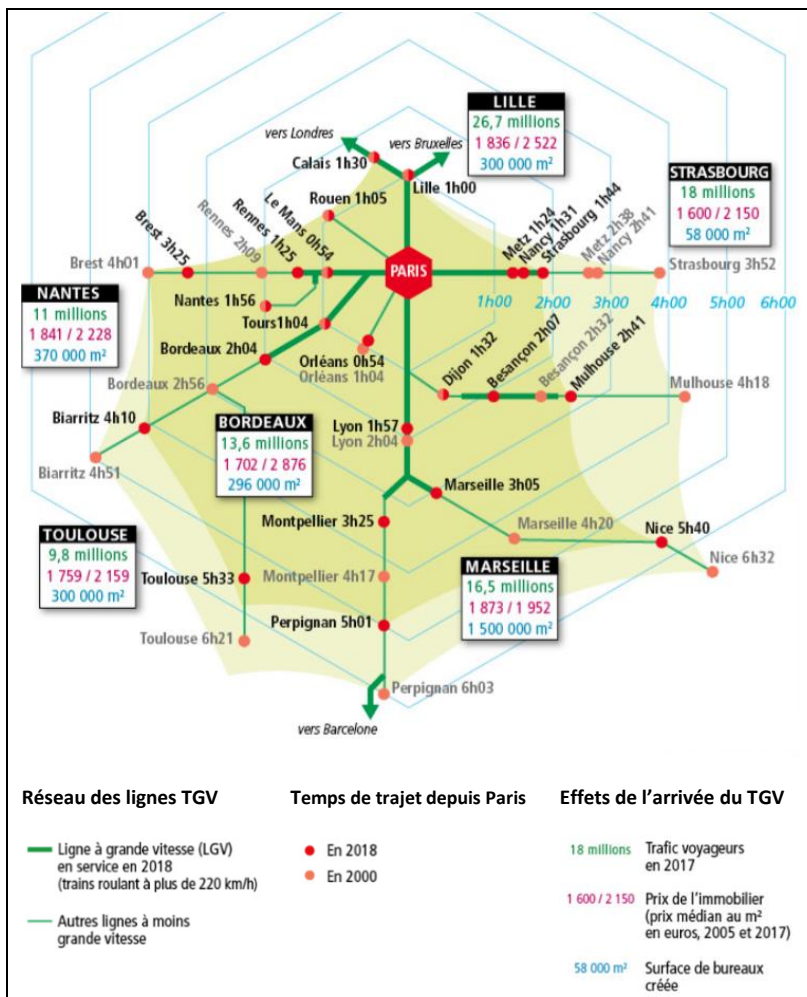 LILLE
26,7 millions
1 836 / 2 522
300 000 m²
vers Londres
vers Bruxelles
Calais 1h30
Lille 1h00
Rouen 1h05
STRASBOURG
18 millions
1 600 / 2 150
58 000 m²
Brest 4h01
Brest 3h25
Rennes 2h09
Rennes 1h25
Le Mans 0h54
PARIS
Metz 1h24
Nancy 1h31
Strasbourg 1h44
Metz 2h38
Nancy 2h41
Strasbourg 3h52
1h00
2h00
3h00
4h00
5h00
6h00
NANTES
11 millions
1 841 / 2 228
370 000 m²
Nantes 1h56
Tours1h04
Bordeaux 2h04
Orléans 0h54
Orléans 1h04
Dijon 1h32
Besançon 2h07
Besançon 2h32
Mulhouse 2h41
Mulhouse 4h18
Bordeaux 2h56
Biarritz 4h10
Biarritz 4h51
BORDEAUX
13,6 millions
1 702 / 2 876
296 000 m²
Lyon 1h57
Lyon 2h04
Marseille 3h05
Marseille 4h20
Nice 5h40
Nice 6h32
Montpellier 3h25
Montpellier 4h17
TOULOUSE
9,8 millions
1 759 / 2 159
300 000 m²
Toulouse 5h33
Toulouse 6h21
MARSEILLE
16,5 millions
1 873 / 1 952
1 500 000 m²
Perpignan 5h01
Perpignan 6h03
vers Barcelone
Réseau des lignes TGV
Ligne à grande vitesse (LGV)
en service en 2018
(trains roulant à plus de 220 km/h)
Autres lignes à moins
grande vitesse
Temps de trajet depuis Paris
En 2018
En 2000
Effets de l'arrivée du TGV
18 millions Trafic voyageurs
en 2017
1 600 / 2 150 Prix de l'immobilier
(prix médian au m²
en euros, 2005 et 2017)
58 000 m² Surface de bureaux
créée